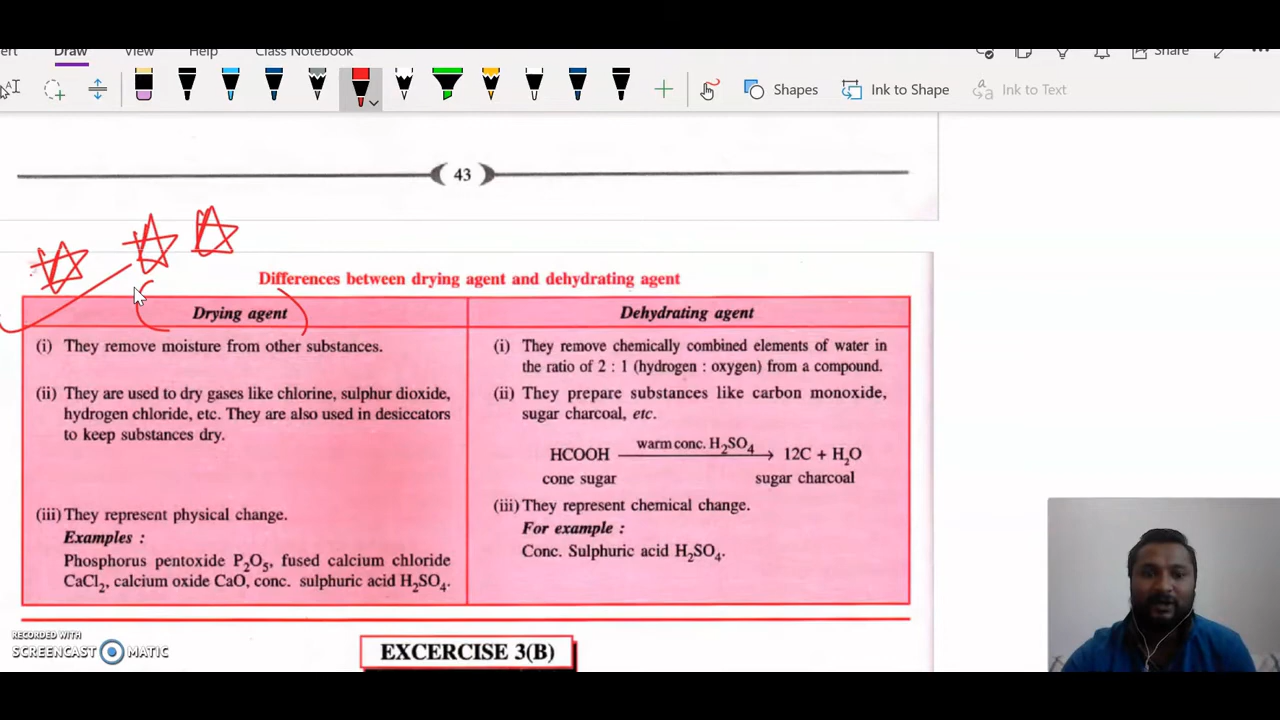 Draw View Help Class Notebook Share
Shapes Ink to Shape Ink to Text
43
Differences between drying agent and dehydrating agent
Drying agent
(i) They remove moisture from other substances.
(ii) They are used to dry gases like chlorine, sulphur dioxide,
hydrogen chloride, etc. They are also used in desiccators
to keep substances dry.
(iii) They represent physical change.
Examples :
Phosphorus pentoxide P₂O₅, fused calcium chloride
CaCl₂, calcium oxide CaO, conc. sulphuric acid H₂SO₄.
Dehydrating agent
(i) They remove chemically combined elements of water in
the ratio of 2 : 1 (hydrogen : oxygen) from a compound.
(ii) They prepare substances like carbon monoxide,
sugar charcoal, etc.
warm conc. H₂SO₄
HCOOH → 12C + H₂O
cone sugar sugar charcoal
(iii) They represent chemical change.
For example :
Conc. Sulphuric acid H₂SO₄.
EXCERCISE 3(B)
RECORDED WITH
SCREENCAST MATIC